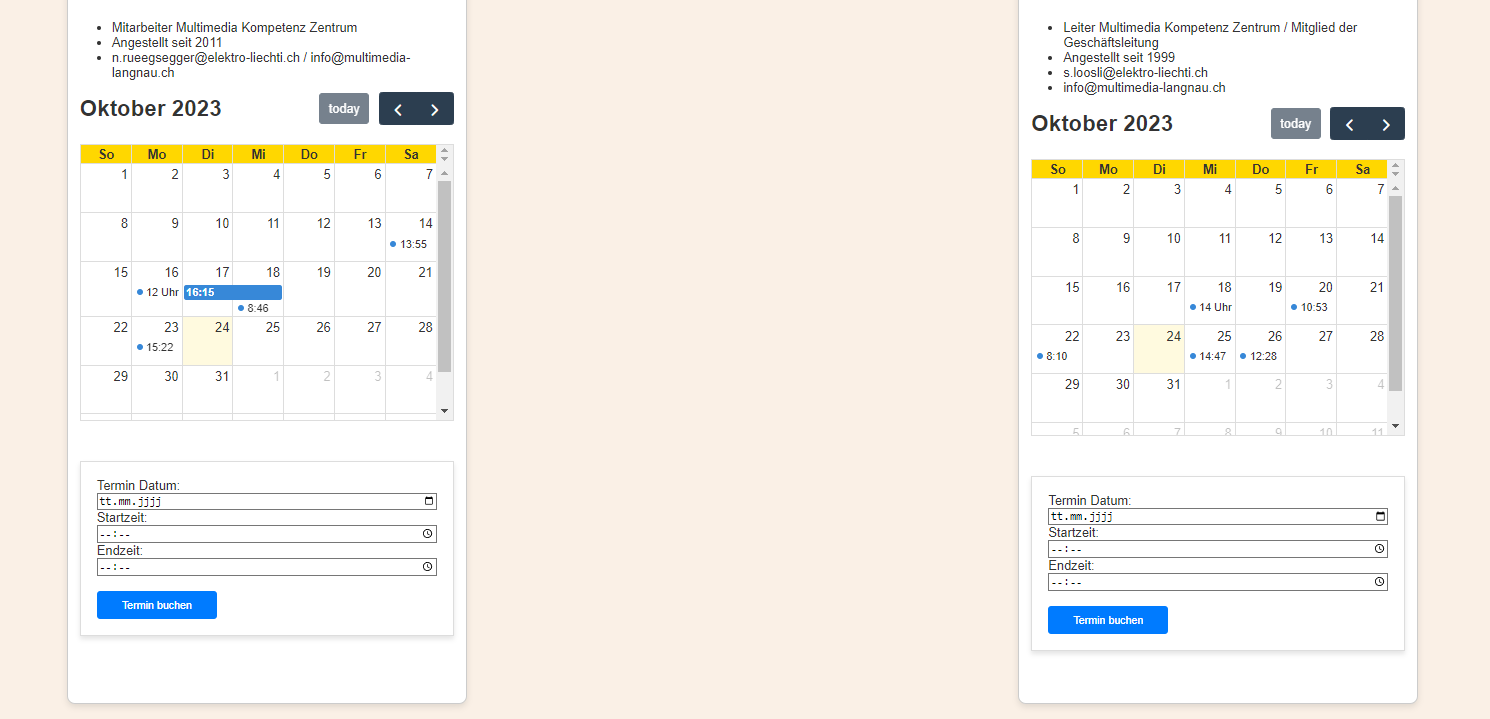 Mitarbeiter Multimedia Kompetenz Zentrum
Angestellt seit 2011
n.rueegsegger@elektro-liechti.ch / info@multimedia-
langnau.ch
Oktober 2023
today
So Mo Di Mi Do Fr Sa
1 2 3 4 5 6 7
8 9 10 11 12 13 14
13:55
15 16 17 18 19 20 21
12 Uhr 16:15
8:46
22 23 24 25 26 27 28
15:22
29 30 31 1 2 3 4
Termin Datum:
tt.mm.jjjj
Startzeit:
--:--
Endzeit:
--:--
Termin buchen
Leiter Multimedia Kompetenz Zentrum / Mitglied der
Geschäftsleitung
Angestellt seit 1999
s.loosli@elektro-liechti.ch
info@multimedia-langnau.ch
Oktober 2023
today
So Mo Di Mi Do Fr Sa
1 2 3 4 5 6 7
8 9 10 11 12 13 14
15 16 17 18 19 20 21
14 Uhr 10:53
22 23 24 25 26 27 28
8:10 14:47 12:28
29 30 31 1 2 3 4
5 6 7 8 9 10 11
Termin Datum:
tt.mm.jjjj
Startzeit:
--:--
Endzeit:
--:--
Termin buchen